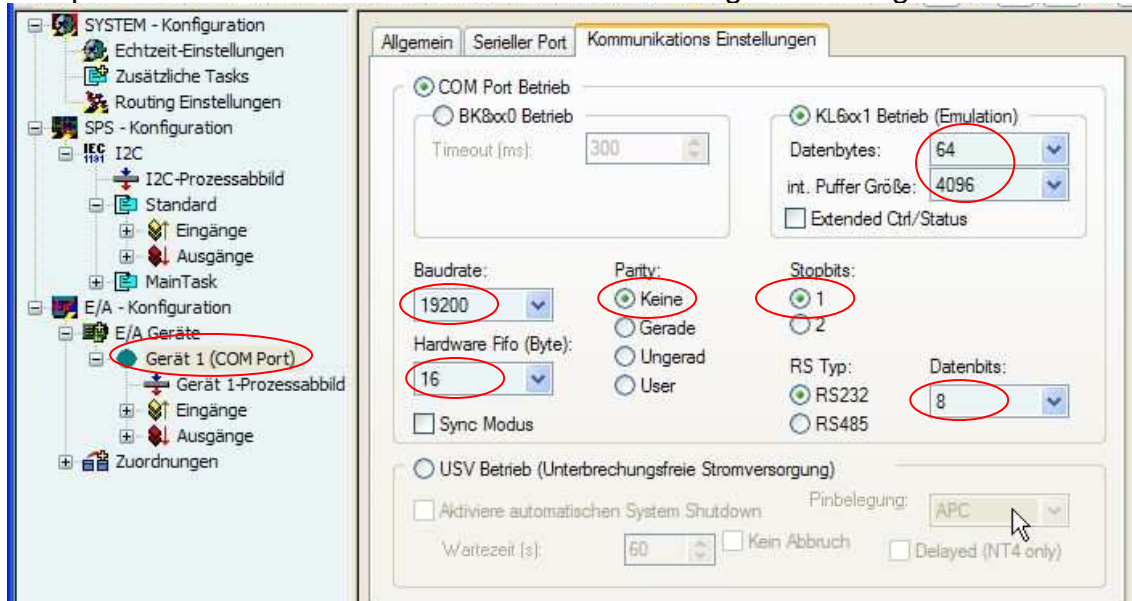 SYSTEM - Konfiguration
Echtzeit-Einstellungen
Zusätzliche Tasks
Routing Einstellungen
SPS - Konfiguration
IEC 1131 I2C
I2C-Prozessabbild
Standard
Eingänge
Ausgänge
MainTask
E/A - Konfiguration
E/A Geräte
Gerät 1 (COM Port)
Gerät 1-Prozessabbild
Eingänge
Ausgänge
Zuordnungen
Allgemein Serieller Port Kommunikations Einstellungen
COM Port Betrieb
BK8xx0 Betrieb
Timeout (ms): 300
KL6xx1 Betrieb (Emulation)
Datenbytes: 64
int. Puffer Größe: 4096
Extended Ctrl/Status
Baudrate:
19200
Hardware Fifo (Byte):
16
Sync Modus
Parity:
Keine
Gerade
Ungerad
User
Stopbits:
1
2
RS Typ:
RS232
RS485
Datenbits:
8
USV Betrieb (Unterbrechungsfreie Stromversorgung)
Aktiviere automatischen System Shutdown
Pinbelegung: APC
Wartezeit (s): 60
Kein Abbruch
Delayed (NT4 only)